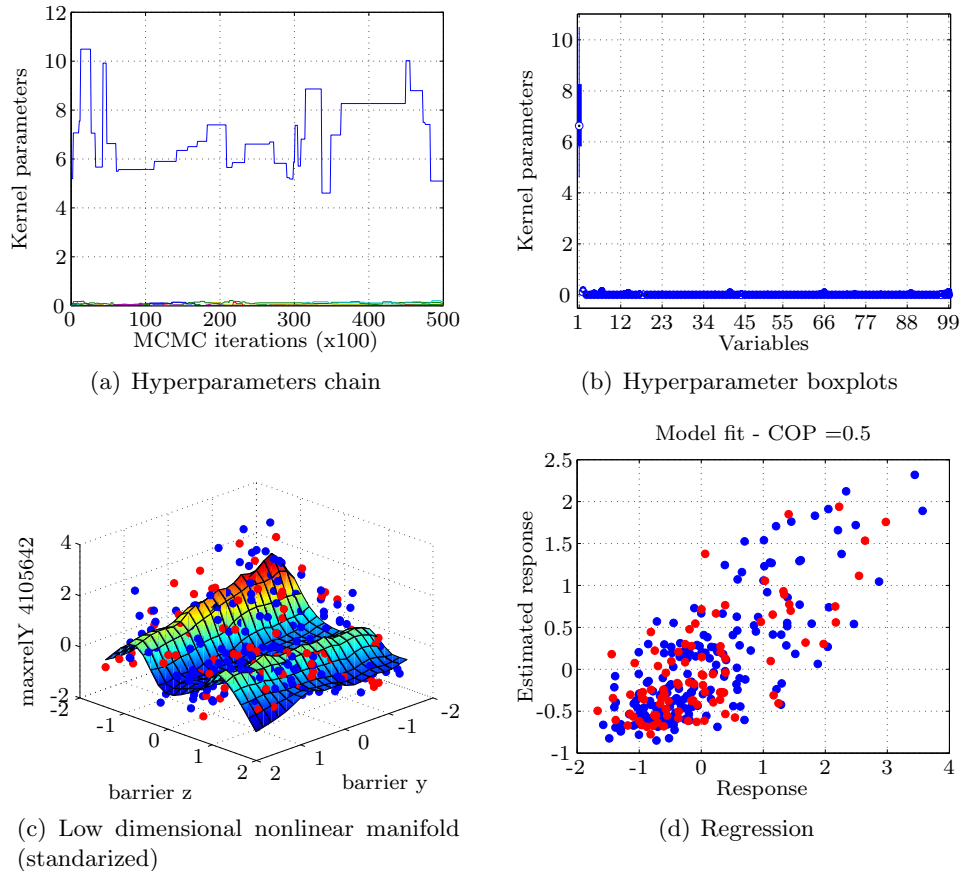 12
10
8
6
4
2
0
Kernel parameters
0 100 200 300 400 500
MCMC iterations (x100)
(a) Hyperparameters chain
10
8
6
4
2
0
Kernel parameters
1 12 23 34 45 56 66 77 88 99
Variables
(b) Hyperparameter boxplots
4
2
0
-2
maxrelY 4105642
-2 -1 0 1 2
barrier z
2 1 0 -1 -2
barrier y
(c) Low dimensional nonlinear manifold
(standarized)
Model fit - COP =0.5
2.5
2
1.5
1
0.5
0
-0.5
-1
Estimated response
-2 -1 0 1 2 3 4
Response
(d) Regression